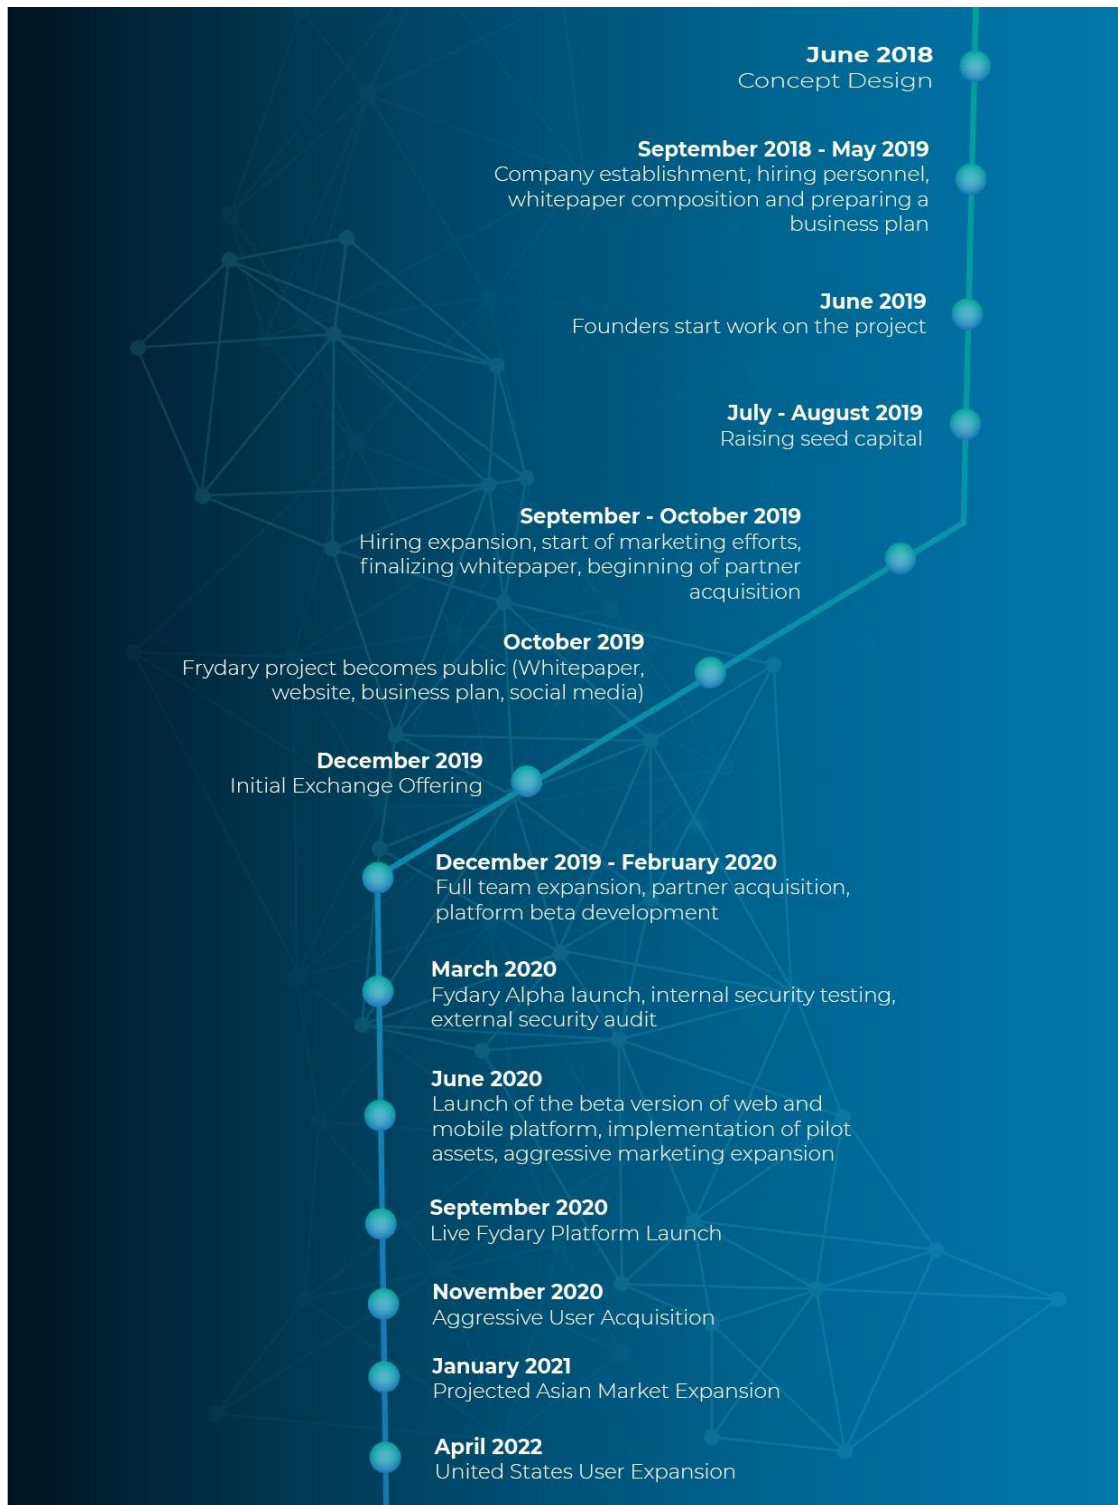 June 2018
Concept Design
September 2018 - May 2019
Company establishment, hiring personnel,
whitepaper composition and preparing a
business plan
June 2019
Founders start work on the project
July - August 2019
Raising seed capital
September - October 2019
Hiring expansion, start of marketing efforts,
finalizing whitepaper, beginning of partner
acquisition
October 2019
Frydary project becomes public (Whitepaper,
website, business plan, social media)
December 2019
Initial Exchange Offering
December 2019 - February 2020
Full team expansion, partner acquisition,
platform beta development
March 2020
Fydary Alpha launch, internal security testing,
external security audit
June 2020
Launch of the beta version of web and
mobile platform, implementation of pilot
assets, aggressive marketing expansion
September 2020
Live Fydary Platform Launch
November 2020
Aggressive User Acquisition
January 2021
Projected Asian Market Expansion
April 2022
United States User Expansion